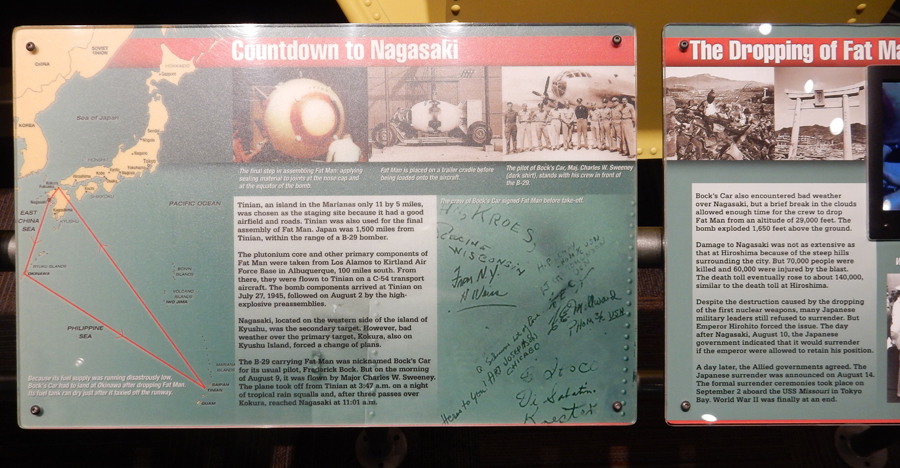 Countdown to Nagasaki
CHINA
SOVIET
UNION
HOKKAIDO
Sea of Japan
KOREA
Tokyo
EAST
CHINA
SEA
PACIFIC OCEAN
OKINAWA
PHILIPPINE
SEA
BONIN
ISLANDS
VOLCANO
ISLANDS
IWO JIMA
SAIPAN
TINIAN
GUAM
Because its fuel supply was running disastrously low,
Bock's Car had to land at Okinawa after dropping Fat Man.
Its fuel tank ran dry just after it taxied off the runway.
The final step in assembling Fat Man: applying
sealing material to joints at the nose cap and
at the equator of the bomb.
Fat Man is placed on a trailer cradle before
being loaded onto the aircraft.
The pilot of Bock's Car, Maj. Charles W. Sweeney
(dark shirt), stands with his crew in front of
the B-29.
Tinian, an island in the Marianas only 11 by 5 miles,
was chosen as the staging site because it had a good
airfield and roads. Tinian was also used for the final
assembly of Fat Man. Japan was 1,500 miles from
Tinian, within the range of a B-29 bomber.
The plutonium core and other primary components of
Fat Man were taken from Los Alamos to Kirtland Air
Force Base in Albuquerque, 100 miles south. From
there, they were flown to Tinian on a C-54 transport
aircraft. The bomb components arrived at Tinian on
July 27, 1945, followed on August 2 by the high-
explosive preassemblies.
Nagasaki, located on the western side of the island of
Kyushu, was the secondary target. However, bad
weather over the primary target, Kokura, also on
Kyushu Island, forced a change of plans.
The B-29 carrying Fat Man was nicknamed Bock's Car
for its usual pilot, Frederick Bock. But on the morning
of August 9, it was flown by Major Charles W. Sweeney.
The plane took off from Tinian at 3:47 a.m. on a night
of tropical rain squalls and, after three passes over
Kokura, reached Nagasaki at 11:01 a.m.
The crew of Bock's Car signed Fat Man before take-off.
KROES,
RACINE
WISCONSIN
From N.Y.
Here's to you!
CHICAGO
The Dropping of Fat Ma
Bock's Car also encountered bad weather
over Nagasaki, but a brief break in the clouds
allowed enough time for the crew to drop
Fat Man from an altitude of 29,000 feet. The
bomb exploded 1,650 feet above the ground.
Damage to Nagasaki was not as extensive as
that at Hiroshima because of the steep hills
surrounding the city. But 70,000 people were
killed and 60,000 were injured by the blast.
The death toll eventually rose to about 140,000,
similar to the death toll at Hiroshima.
Despite the destruction caused by the dropping
of the first nuclear weapons, many Japanese
military leaders still refused to surrender. But
Emperor Hirohito forced the issue. The day
after Nagasaki, August 10, the Japanese
government indicated that it would surrender
if the emperor were allowed to retain his position.
A day later, the Allied governments agreed. The
Japanese surrender was announced on August 14.
The formal surrender ceremonies took place on
September 2 aboard the USS Missouri in Tokyo
Bay. World War II was finally at an end.